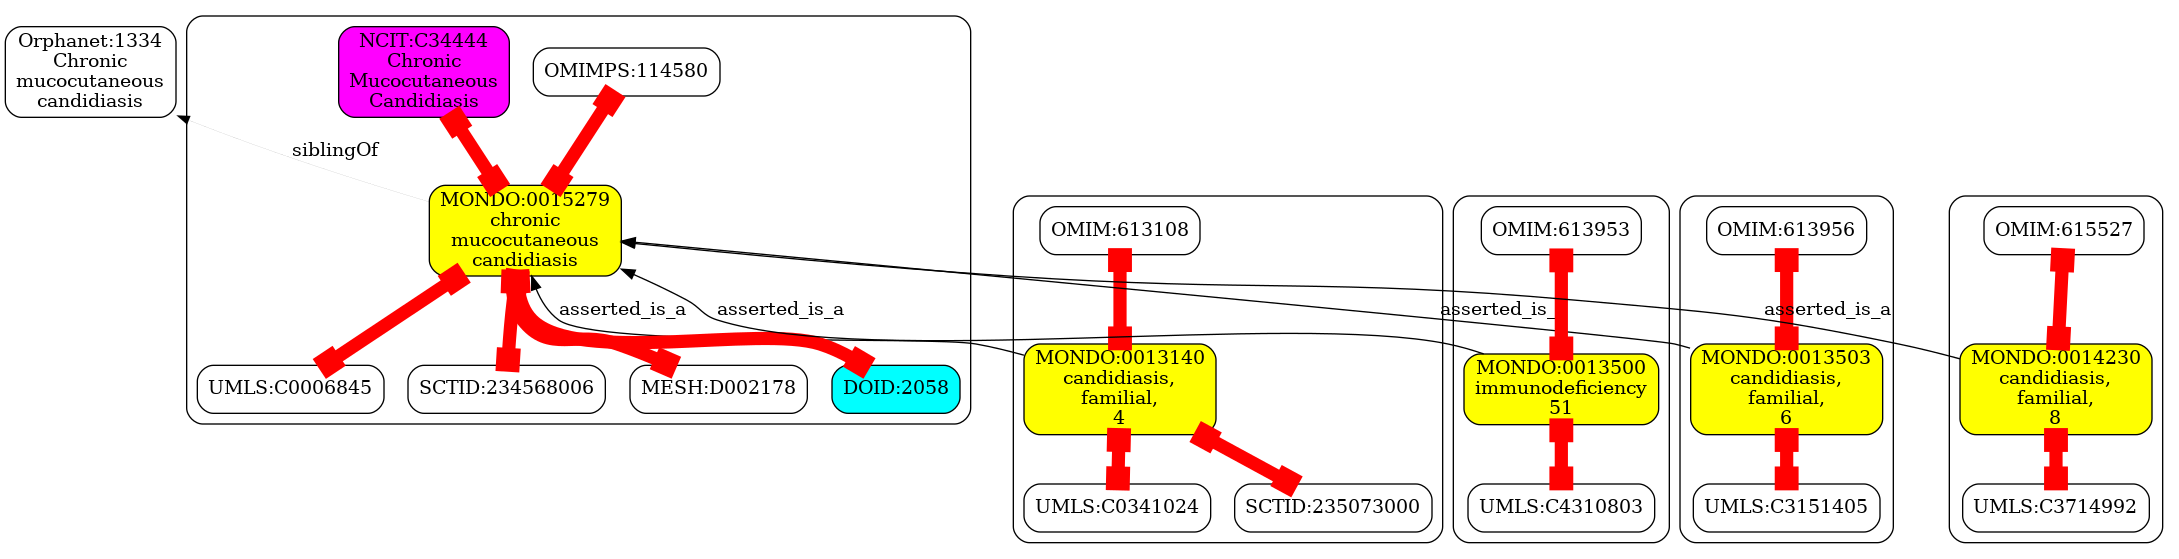 Orphanet:1334
Chronic
mucocutaneous
candidiasis
NCIT:C34444
Chronic
Mucocutaneous
Candidiasis
OMIMPS:114580
siblingOf
MONDO:0015279
chronic
mucocutaneous
candidiasis
OMIM:613108
OMIM:613953
OMIM:613956
OMIM:615527
asserted_is_a
asserted_is_a
asserted_is_
asserted_is_a
UMLS:C0006845
SCTID:234568006
MESH:D002178
DOID:2058
MONDO:0013140
candidiasis,
familial,
4
MONDO:0013500
immunodeficiency
51
MONDO:0013503
candidiasis,
familial,
6
MONDO:0014230
candidiasis,
familial,
8
UMLS:C0341024
SCTID:235073000
UMLS:C4310803
UMLS:C3151405
UMLS:C3714992